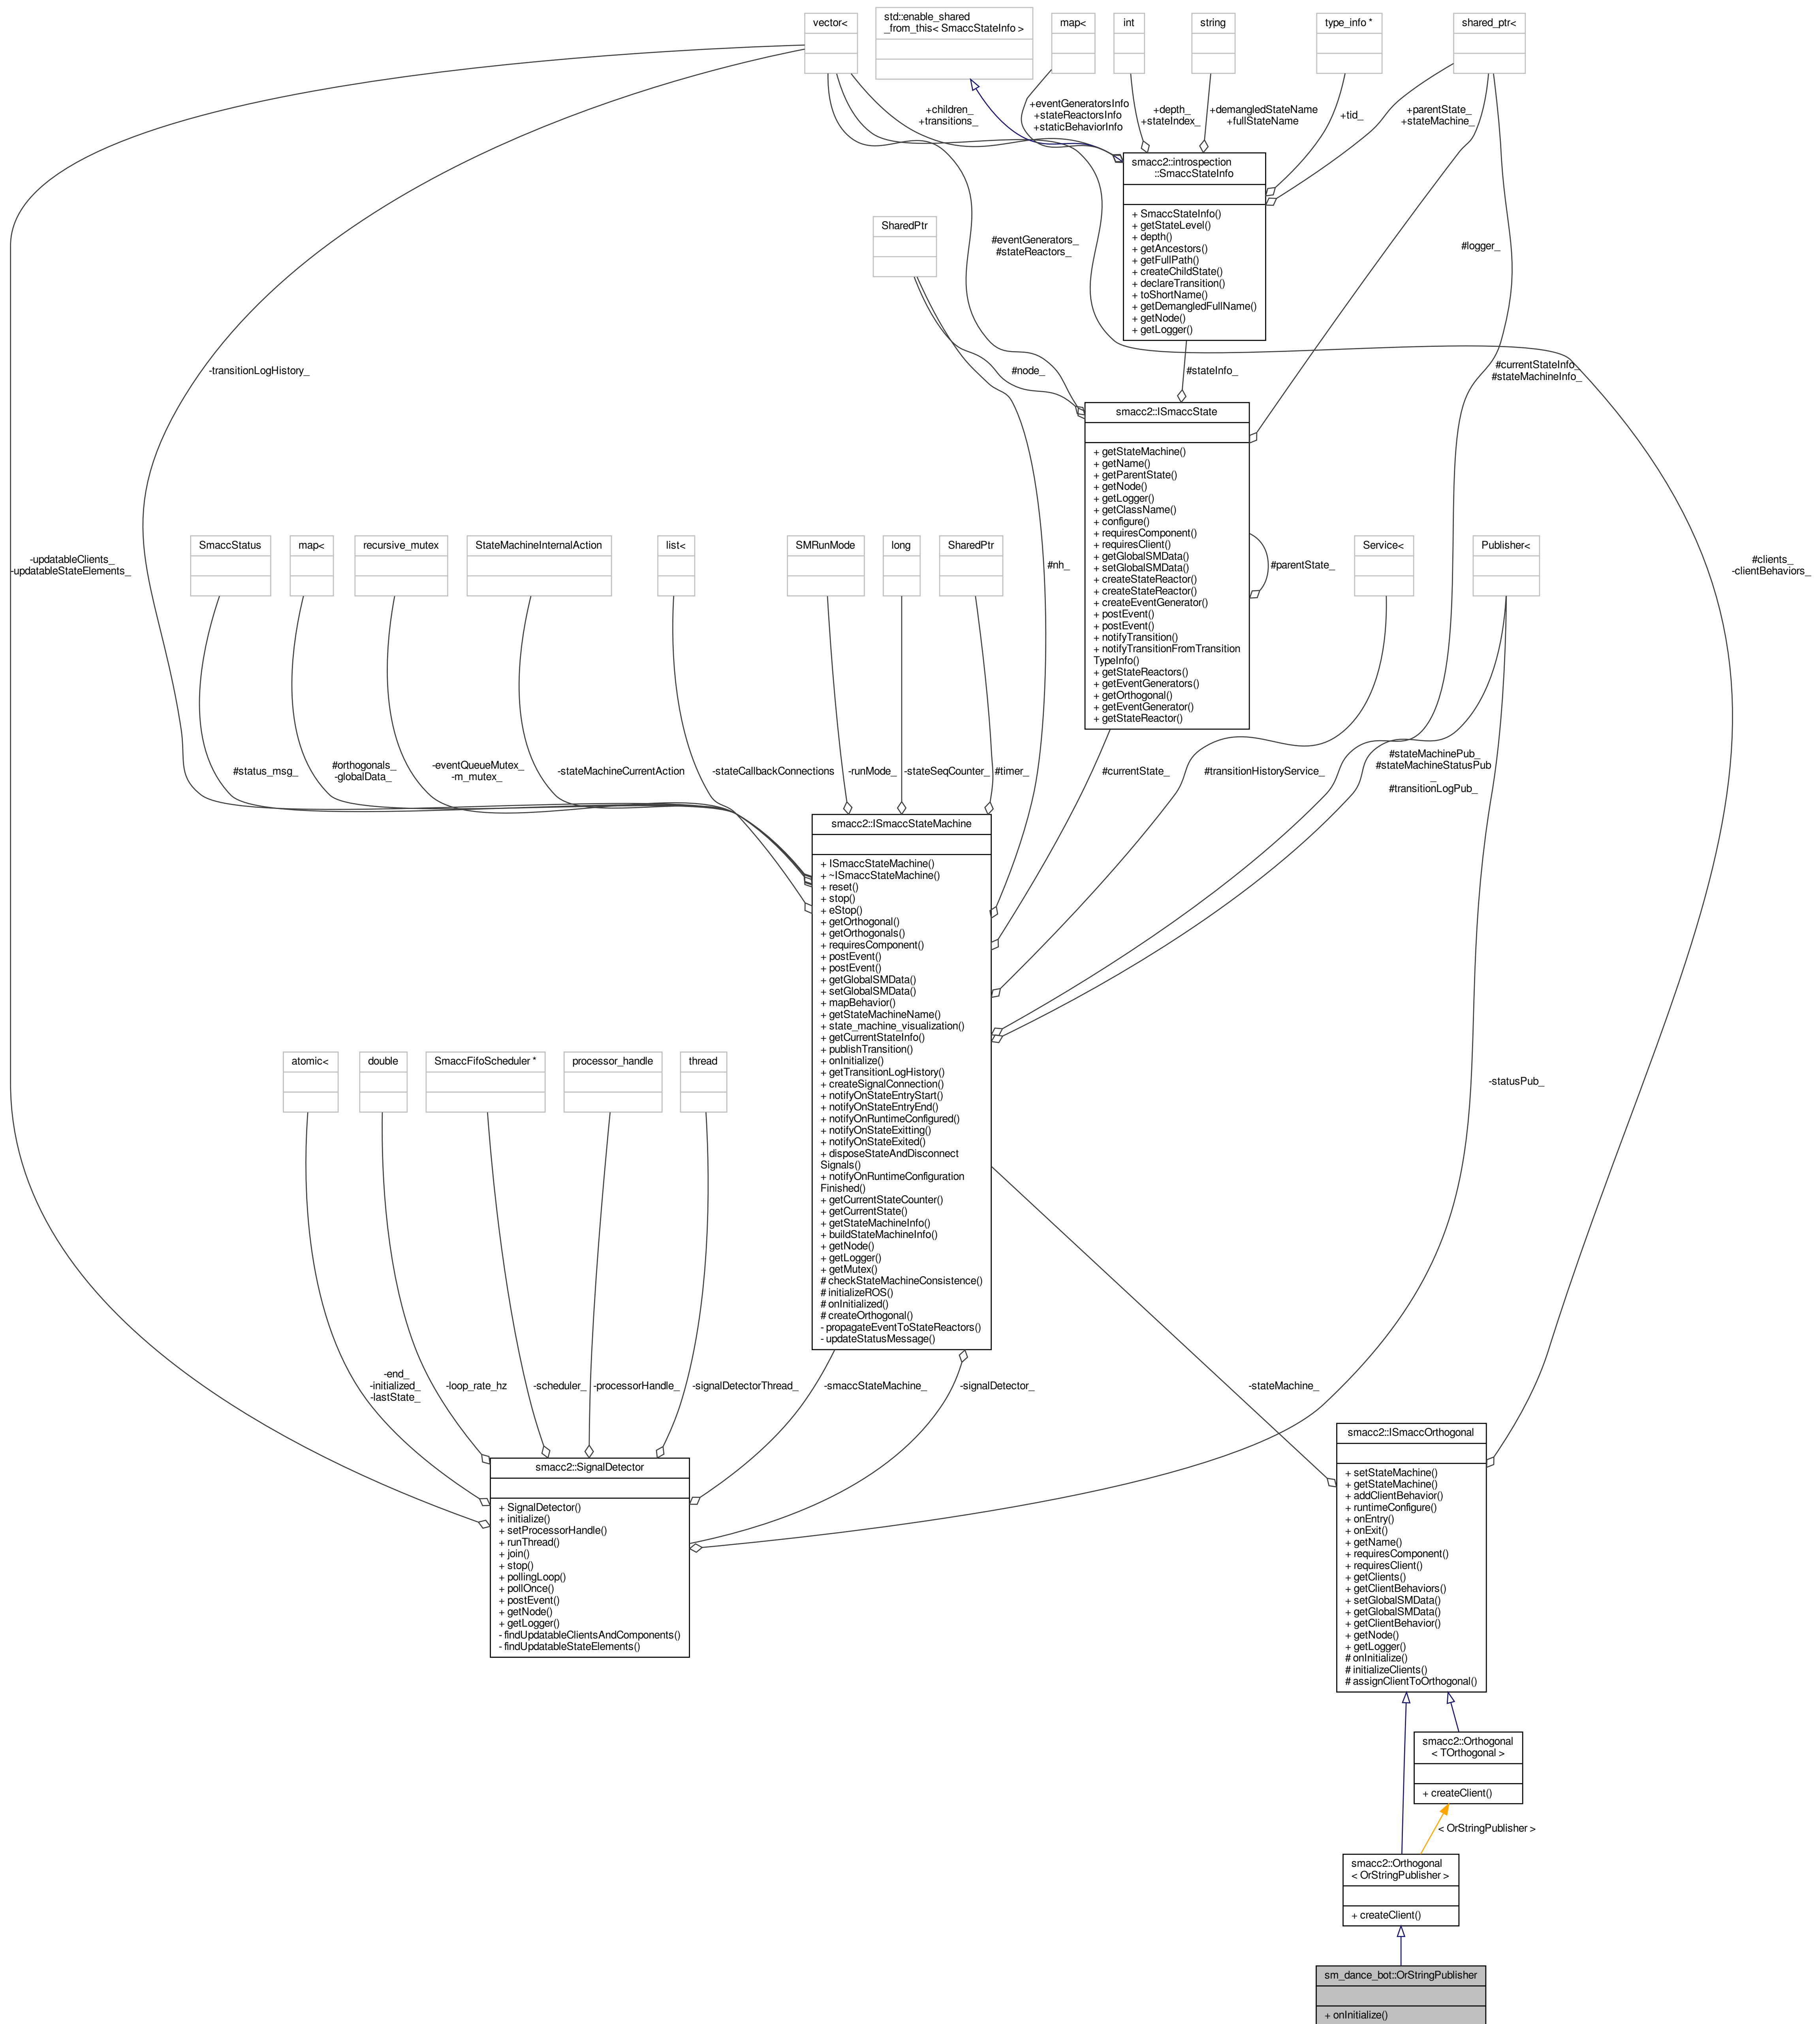 vector<
std::enable_shared
_from_this< SmaccStateInfo >
map<
int
string
type_info *
shared_ptr<
+children_
+transitions_
+eventGeneratorsInfo
+stateReactorsInfo
+staticBehaviorInfo
+depth_
+stateIndex_
+demangledStateName
+fullStateName
+tid_
+parentState_
+stateMachine_
smacc2::introspection
::SmaccStateInfo
+ SmaccStateInfo()
+ getStateLevel()
+ depth()
+ getAncestors()
+ getFullPath()
+ createChildState()
+ declareTransition()
+ toShortName()
+ getDemangledFullName()
+ getNode()
+ getLogger()
SharedPtr
#eventGenerators_
#stateReactors_
#logger_
-transitionLogHistory_
#node_
#stateInfo_
#currentStateInfo_
#stateMachineInfo_
smacc2::ISmaccState
+ getStateMachine()
+ getName()
+ getParentState()
+ getNode()
+ getLogger()
+ getClassName()
+ configure()
+ requiresComponent()
+ requiresClient()
+ getGlobalSMData()
+ setGlobalSMData()
+ createStateReactor()
+ createStateReactor()
+ createEventGenerator()
+ postEvent()
+ postEvent()
+ notifyTransition()
+ notifyTransitionFromTransition
TypeInfo()
+ getStateReactors()
+ getEventGenerators()
+ getOrthogonal()
+ getEventGenerator()
+ getStateReactor()
#parentState_
-updatableClients_
-updatableStateElements_
SmaccStatus
map<
recursive_mutex
StateMachineInternalAction
list<
SMRunMode
long
SharedPtr
#nh_
Service<
Publisher<
#clients_
-clientBehaviors_
#status_msg_
#orthogonals_
-globalData_
-eventQueueMutex_
-m_mutex_
-stateMachineCurrentAction
-stateCallbackConnections
-runMode_
-stateSeqCounter_
#timer_
#currentState_
#transitionHistoryService_
#stateMachinePub_
#stateMachineStatusPub
_
#transitionLogPub_
smacc2::ISmaccStateMachine
+ ISmaccStateMachine()
+ ~ISmaccStateMachine()
+ reset()
+ stop()
+ eStop()
+ getOrthogonal()
+ getOrthogonals()
+ requiresComponent()
+ postEvent()
+ postEvent()
+ getGlobalSMData()
+ setGlobalSMData()
+ mapBehavior()
+ getStateMachineName()
+ state_machine_visualization()
+ getCurrentStateInfo()
+ publishTransition()
+ onInitialize()
+ getTransitionLogHistory()
+ createSignalConnection()
+ notifyOnStateEntryStart()
+ notifyOnStateEntryEnd()
+ notifyOnRuntimeConfigured()
+ notifyOnStateExitting()
+ notifyOnStateExited()
+ disposeStateAndDisconnect
Signals()
+ notifyOnRuntimeConfiguration
Finished()
+ getCurrentStateCounter()
+ getCurrentState()
+ getStateMachineInfo()
+ buildStateMachineInfo()
+ getNode()
+ getLogger()
+ getMutex()
# checkStateMachineConsistence()
# initializeROS()
# onInitialized()
# createOrthogonal()
- propagateEventToStateReactors()
- updateStatusMessage()
atomic<
double
SmaccFifoScheduler *
processor_handle
thread
-statusPub_
-end_
-initialized_
-lastState_
-loop_rate_hz
-scheduler_
-processorHandle_
-signalDetectorThread_
-smaccStateMachine_
-signalDetector_
-stateMachine_
smacc2::SignalDetector
+ SignalDetector()
+ initialize()
+ setProcessorHandle()
+ runThread()
+ join()
+ stop()
+ pollingLoop()
+ pollOnce()
+ postEvent()
+ getNode()
+ getLogger()
- findUpdatableClientsAndComponents()
- findUpdatableStateElements()
smacc2::ISmaccOrthogonal
+ setStateMachine()
+ getStateMachine()
+ addClientBehavior()
+ runtimeConfigure()
+ onEntry()
+ onExit()
+ getName()
+ requiresComponent()
+ requiresClient()
+ getClients()
+ getClientBehaviors()
+ setGlobalSMData()
+ getGlobalSMData()
+ getClientBehavior()
+ getNode()
+ getLogger()
# onInitialize()
# initializeClients()
# assignClientToOrthogonal()
smacc2::Orthogonal
< TOrthogonal >
+ createClient()
< OrStringPublisher >
smacc2::Orthogonal
< OrStringPublisher >
+ createClient()
sm_dance_bot::OrStringPublisher
+ onInitialize()